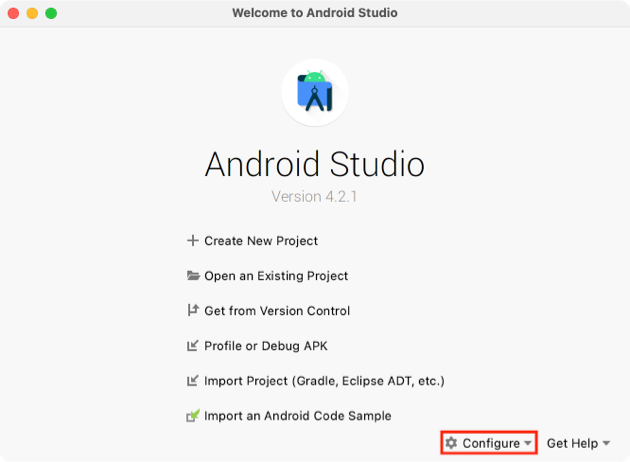 Welcome to Android Studio
Android Studio
Version 4.2.1
Create New Project
Open an Existing Project
Get from Version Control
Profile or Debug APK
Import Project (Gradle, Eclipse ADT, etc.)
Import an Android Code Sample
Configure Get Help